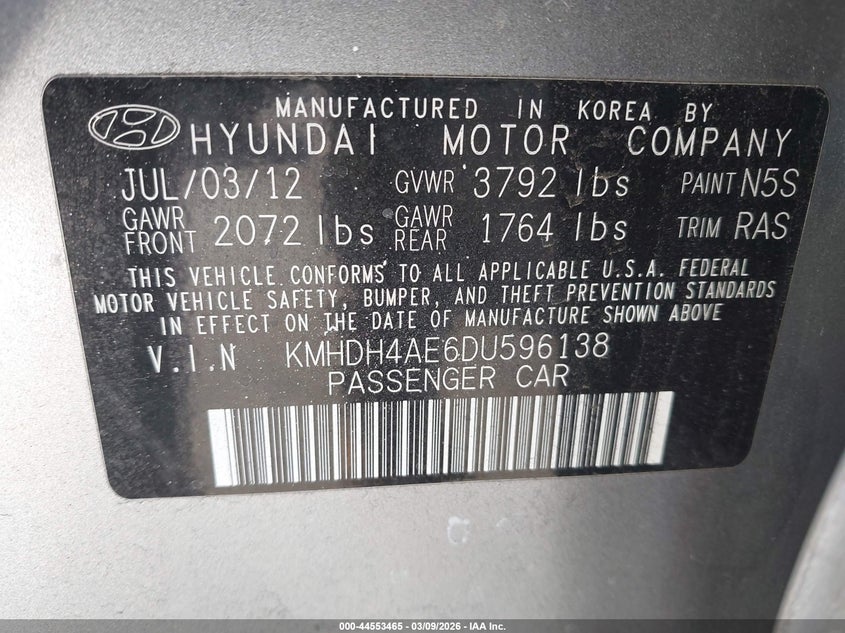 MANUFACTURED IN KOREA BY
HYUNDAI MOTOR COMPANY
JUL/03/12 GVWR 3792 lbs PAINT N5S
GAWR FRONT 2072 lbs GAWR REAR 1764 lbs TRIM RAS
THIS VEHICLE CONFORMS TO ALL APPLICABLE U.S.A. FEDERAL
MOTOR VEHICLE SAFETY, BUMPER, AND THEFT PREVENTION STANDARDS
IN EFFECT ON THE DATE OF MANUFACTURE SHOWN ABOVE
V.I.N KMHDH4AE6DU596138
PASSENGER CAR
000-44553465 - 03/09/2026 - IAA Inc.